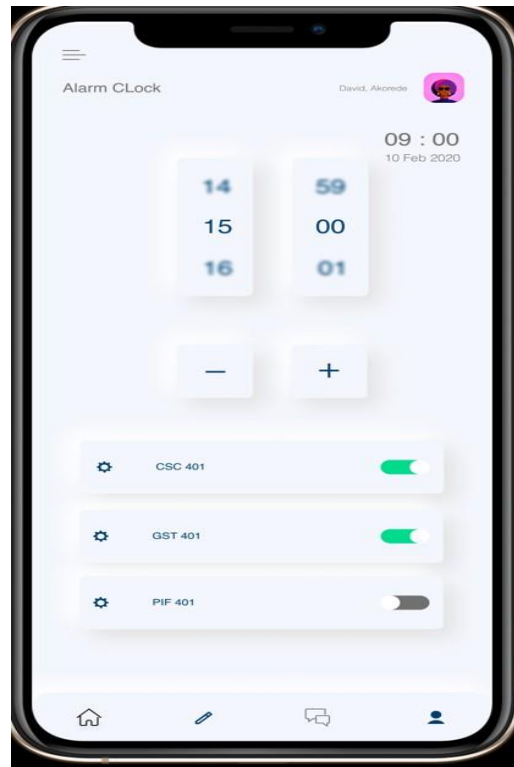 Alarm CLock
David, Akorede
09 : 00
10 Feb 2020
14 59
15 00
16 01
− +
CSC 401
GST 401
PIF 401